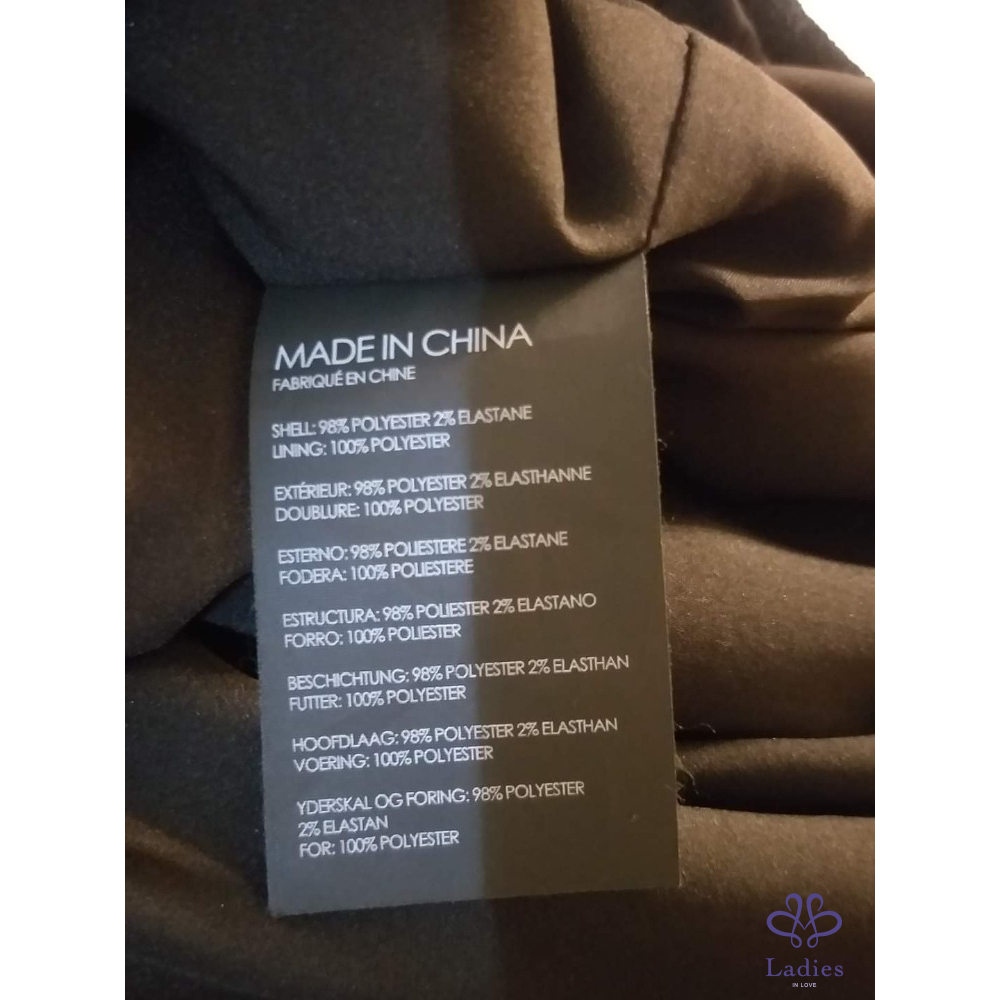 MADE IN CHINA
FABRIQUÉ EN CHINE
SHELL: 98% POLYESTER 2% ELASTANE
LINING: 100% POLYESTER
EXTÉRIEUR: 98% POLYESTER 2% ELASTHANNE
DOUBLURE: 100% POLYESTER
ESTERNO: 98% POLIESTERE 2% ELASTANE
FODERA: 100% POLIESTERE
ESTRUCTURA: 98% POLIESTER 2% ELASTANO
FORRO: 100% POLIESTER
BESCHICHTUNG: 98% POLYESTER 2% ELASTHAN
FUTTER: 100% POLYESTER
HOOFDLAAG: 98% POLYESTER 2% ELASTHAN
VOERING: 100% POLYESTER
YDERSKAL OG FORING: 98% POLYESTER
2% ELASTAN
FOR: 100% POLYESTER
Ladies
IN LOVE